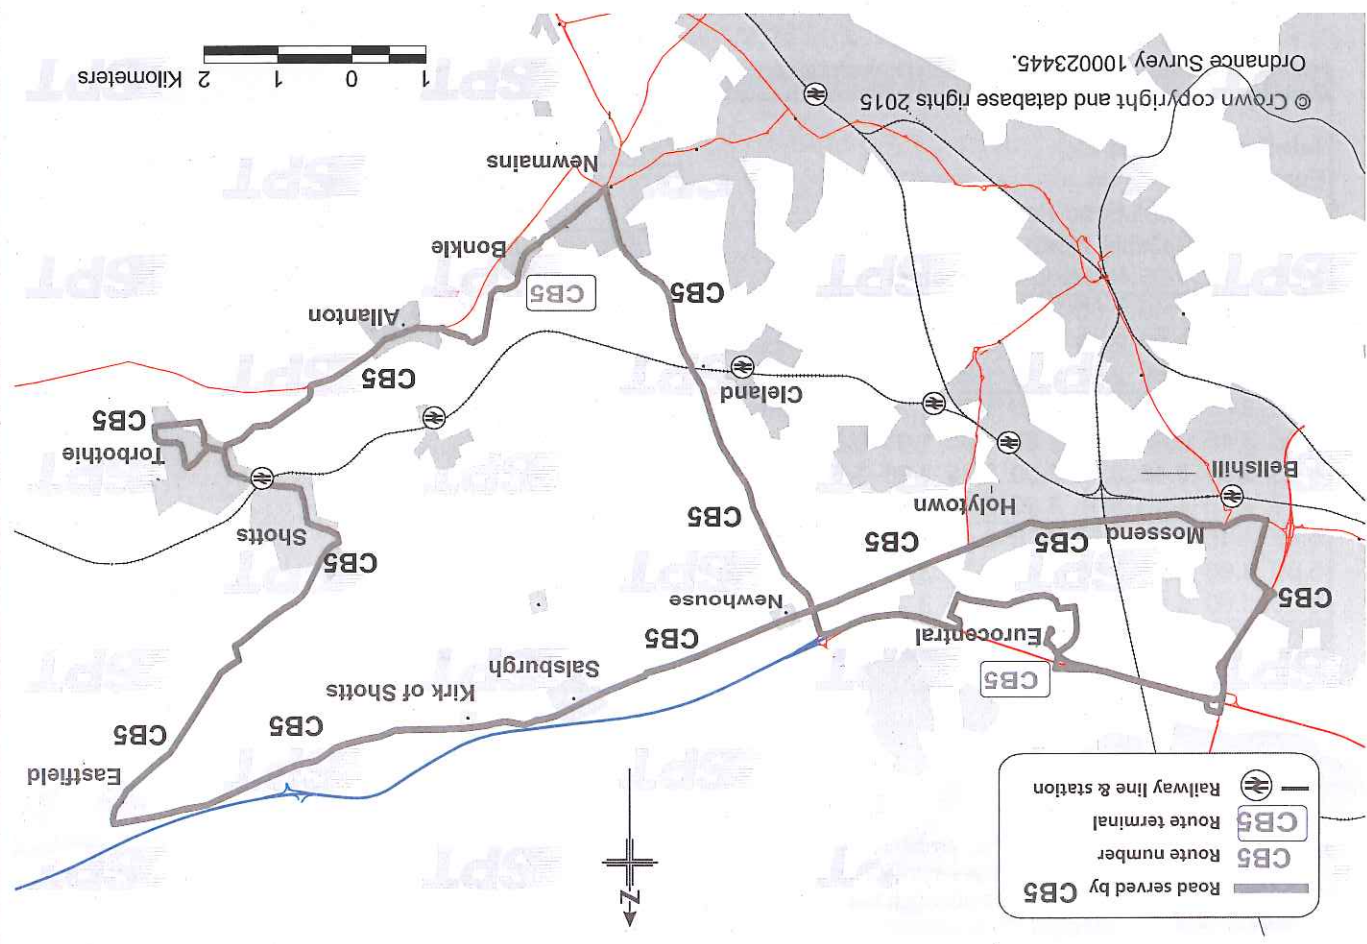 Road served by CB5
CB5 Route number
CB5 Route terminal
Railway line & station
N
Eastfield
CB5
CB5
Kirk of Shotts
CB5
Salsburgh
CB5
Eurocentral
Newhouse
CB5
CB5
CB5
CB5
Shotts
Mossend
CB5
Holytown
Bellshill
Torbothie
CB5
Cleland
CB5
Allanton
CB5
CB5
Bonkle
Newmains
© Crown copyright and database rights 2015
Ordnance Survey 100023445.
1 0 1 2 Kilometers